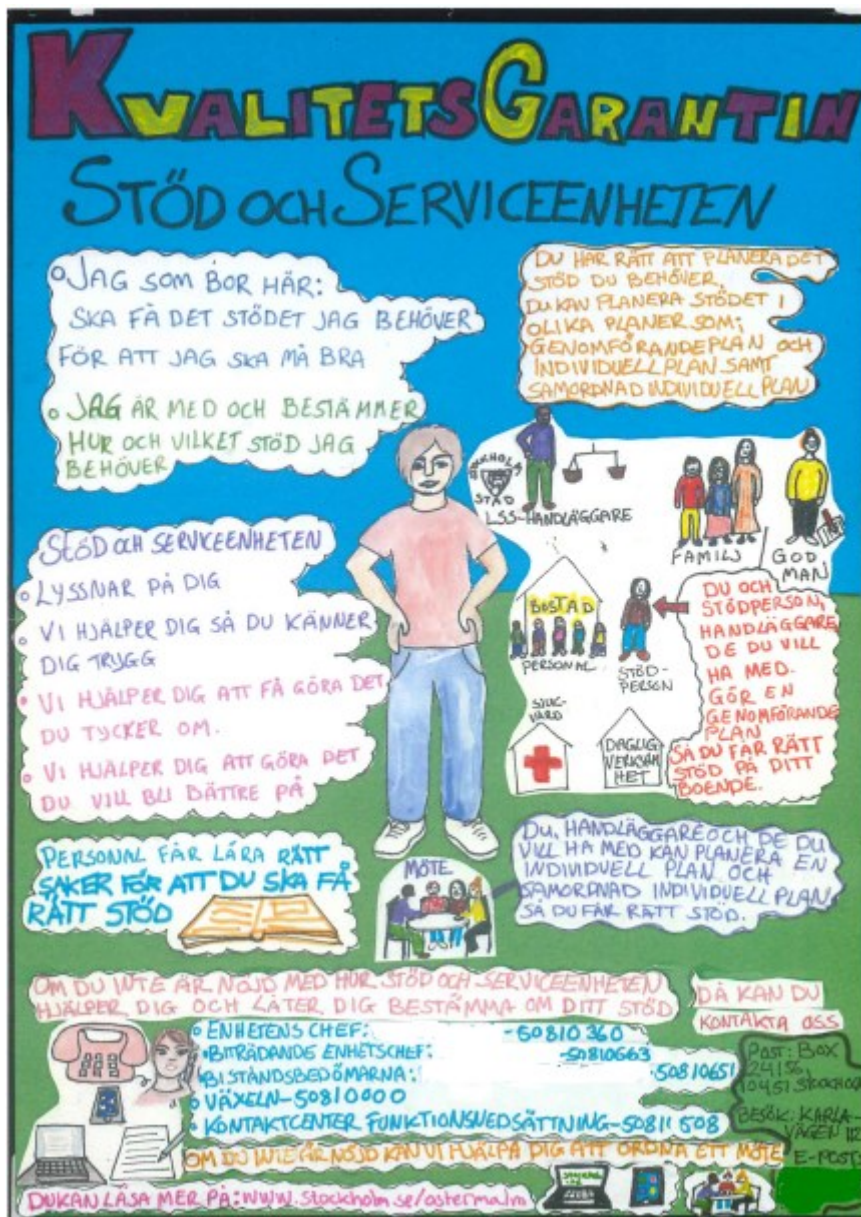 KVALITETSGARANTIN
STÖD OCH SERVICEENHETEN
JAG SOM BOR HÄR:
SKA FÅ DET STÖDET JAG BEHÖVER
FÖR ATT JAG SKA MÅ BRA
JAG ÄR MED OCH BESTÄMMER
HUR OCH VILKET STÖD JAG
BEHÖVER
DU HAR RÄTT ATT PLANERA DET
STÖD DU BEHÖVER.
DU KAN PLANERA STÖDET I
OLIKA PLANER SOM;
GENOMFÖRANDEPLAN OCH
INDIVIDUELL PLAN SAMT
SAMORDNAD INDIVIDUELL PLAN
STOCKHOLMS
STAD
LSS-HANDLÄGGARE
FAMILJ
GOD
MAN
STÖD OCH SERVICEENHETEN
LYSSNAR PÅ DIG
VI HJÄLPER DIG SÅ DU KÄNNER
DIG TRYGG
VI HJÄLPER DIG ATT FÅ GÖRA DET
DU TYCKER OM.
VI HJÄLPER DIG ATT GÖRA DET
DU VILL BLI BÄTTRE PÅ
BOSTAD
PERSONAL
STÖD-
PERSON
DU OCH
STÖDPERSON,
HANDLÄGGARE,
DE DU VILL
HA MED.
GÖR EN
GENOMFÖRANDE
PLAN
SÅ DU FÅR RÄTT
STÖD PÅ DITT
BOENDE.
SJUK-
VÅRD
DAGLIG
VERKSAM
HET
PERSONAL FÅR LÄRA RÄTT
SAKER FÖR ATT DU SKA FÅ
RÄTT STÖD
MÖTE
DU, HANDLÄGGARE OCH DE DU
VILL HA MED KAN PLANERA EN
INDIVIDUELL PLAN OCH
SAMORDNAD INDIVIDUELL PLAN,
SÅ DU FÅR RÄTT STÖD.
OM DU INTE ÄR NÖJD MED HUR STÖD OCH SERVICEENHETEN
HJÄLPER DIG OCH LÅTER DIG BESTÄMMA OM DITT STÖD
DÅ KAN DU
KONTAKTA OSS
ENHETENS CHEF: -50810360
BITRÄDANDE ENHETSCHEF: -50810663
BISTÅNDSBEDÖMARNA: 50810651
VÄXELN-50810000
KONTAKTCENTER FUNKTIONSNEDSÄTTNING-50811508
POST: BOX
24156,
10451 STOCKHOLM
BESÖK: KARLA-
VÄGEN 112
E-POST:
OM DU INTE ÄR NÖJD KAN VI HJÄLPA DIG ATT ORDNA ETT MÖTE
DU KAN LÄSA MER PÅ: WWW.stockholm.se/ostermalm